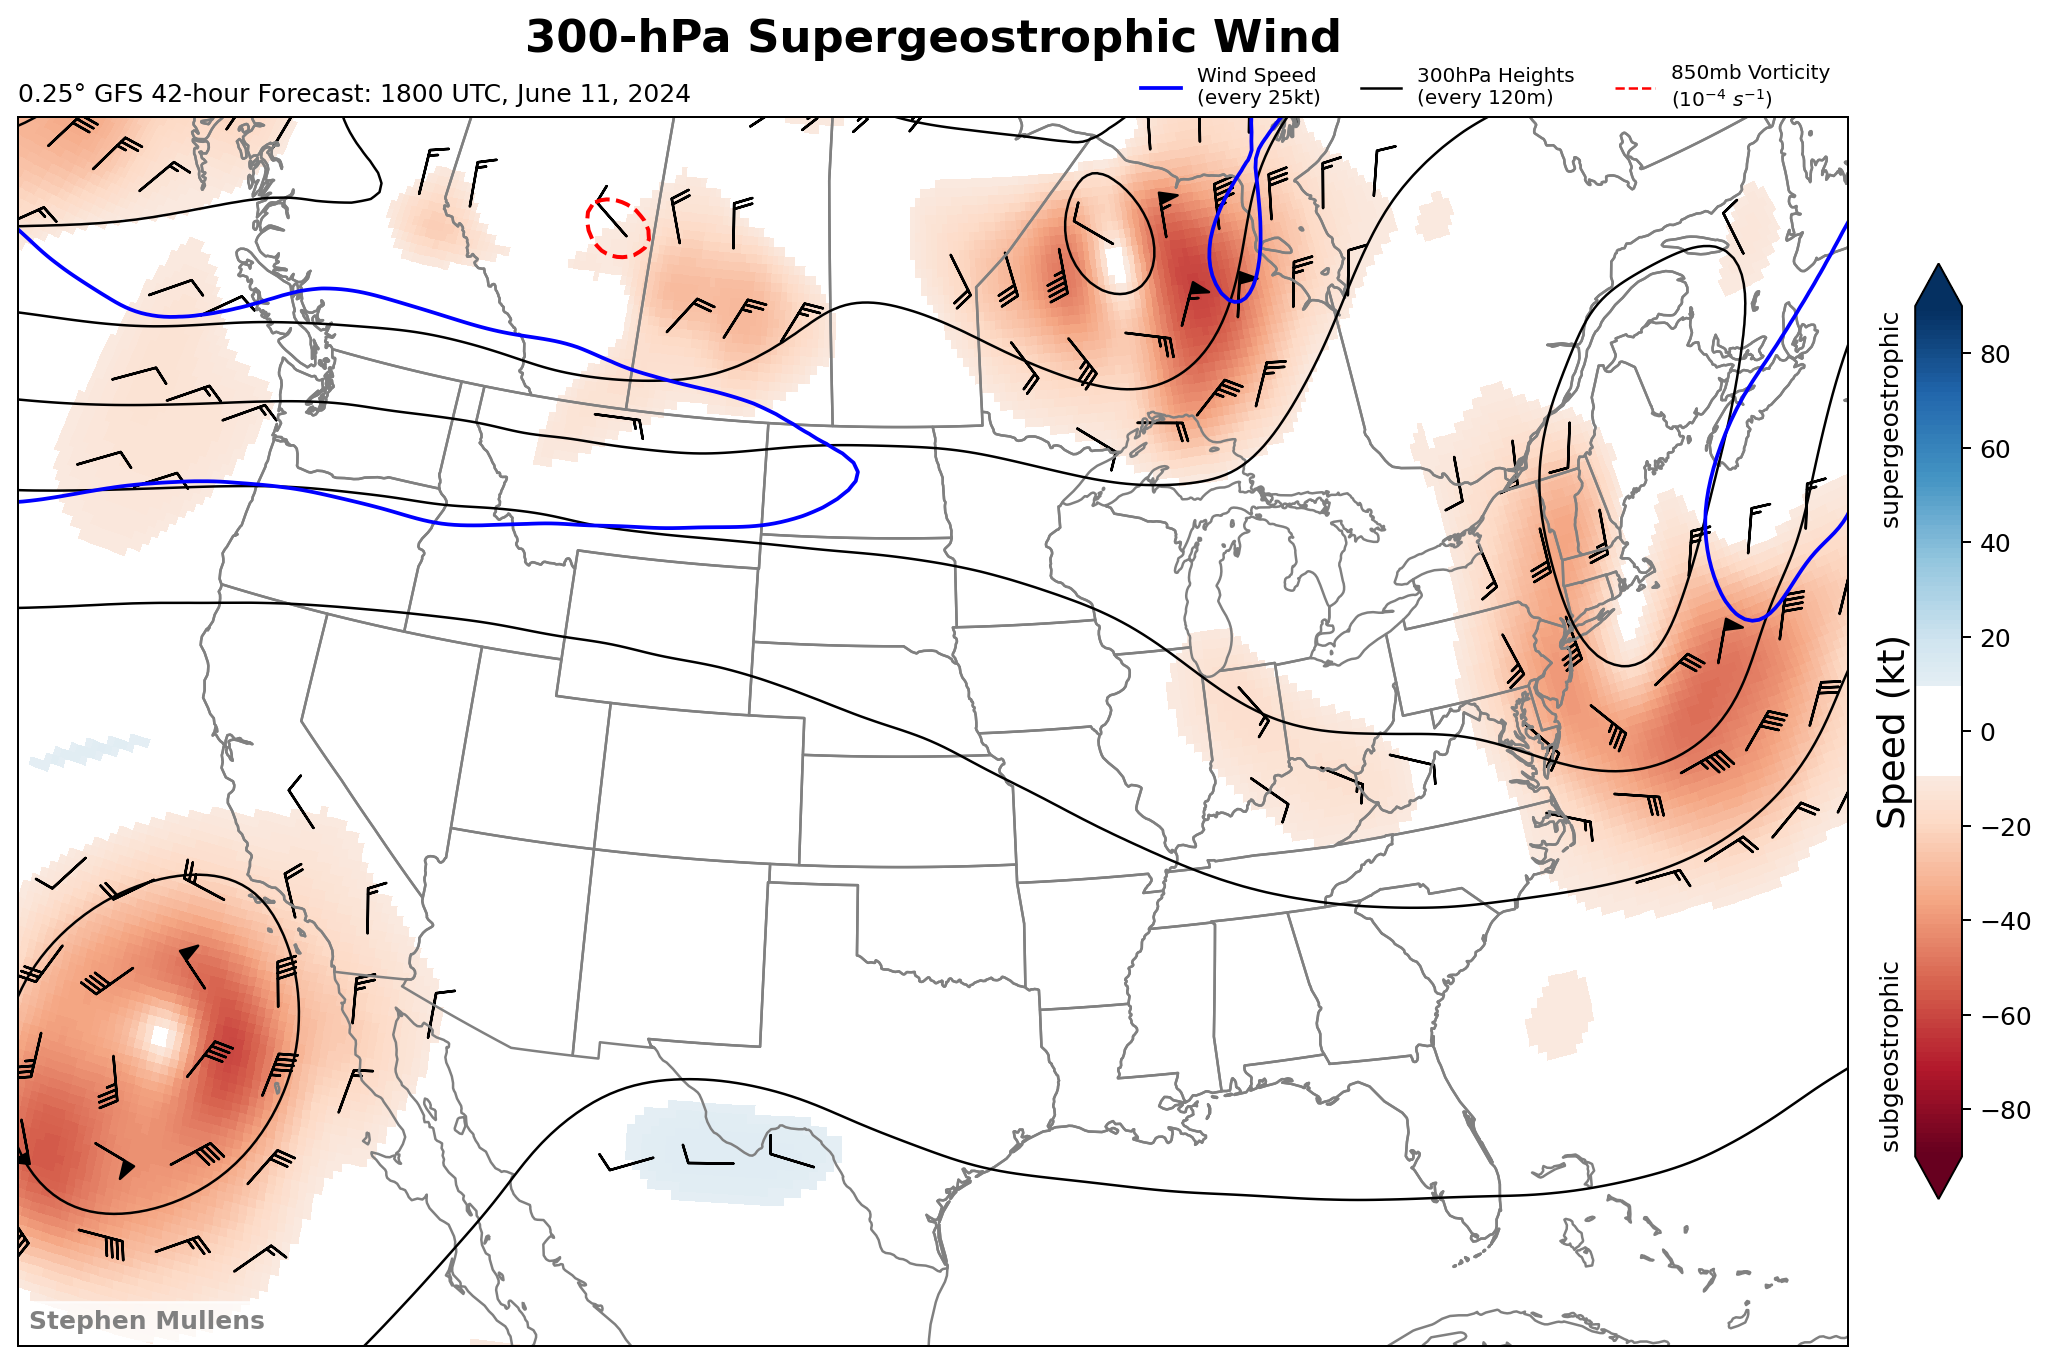 300-hPa Supergeostrophic Wind
0.25° GFS 42-hour Forecast: 1800 UTC, June 11, 2024
Wind Speed
(every 25kt)
300hPa Heights
(every 120m)
850mb Vorticity
(10⁻⁴ s⁻¹)
supergeostrophic
Speed (kt)
subgeostrophic
80
60
40
20
0
−20
−40
−60
−80
Stephen Mullens